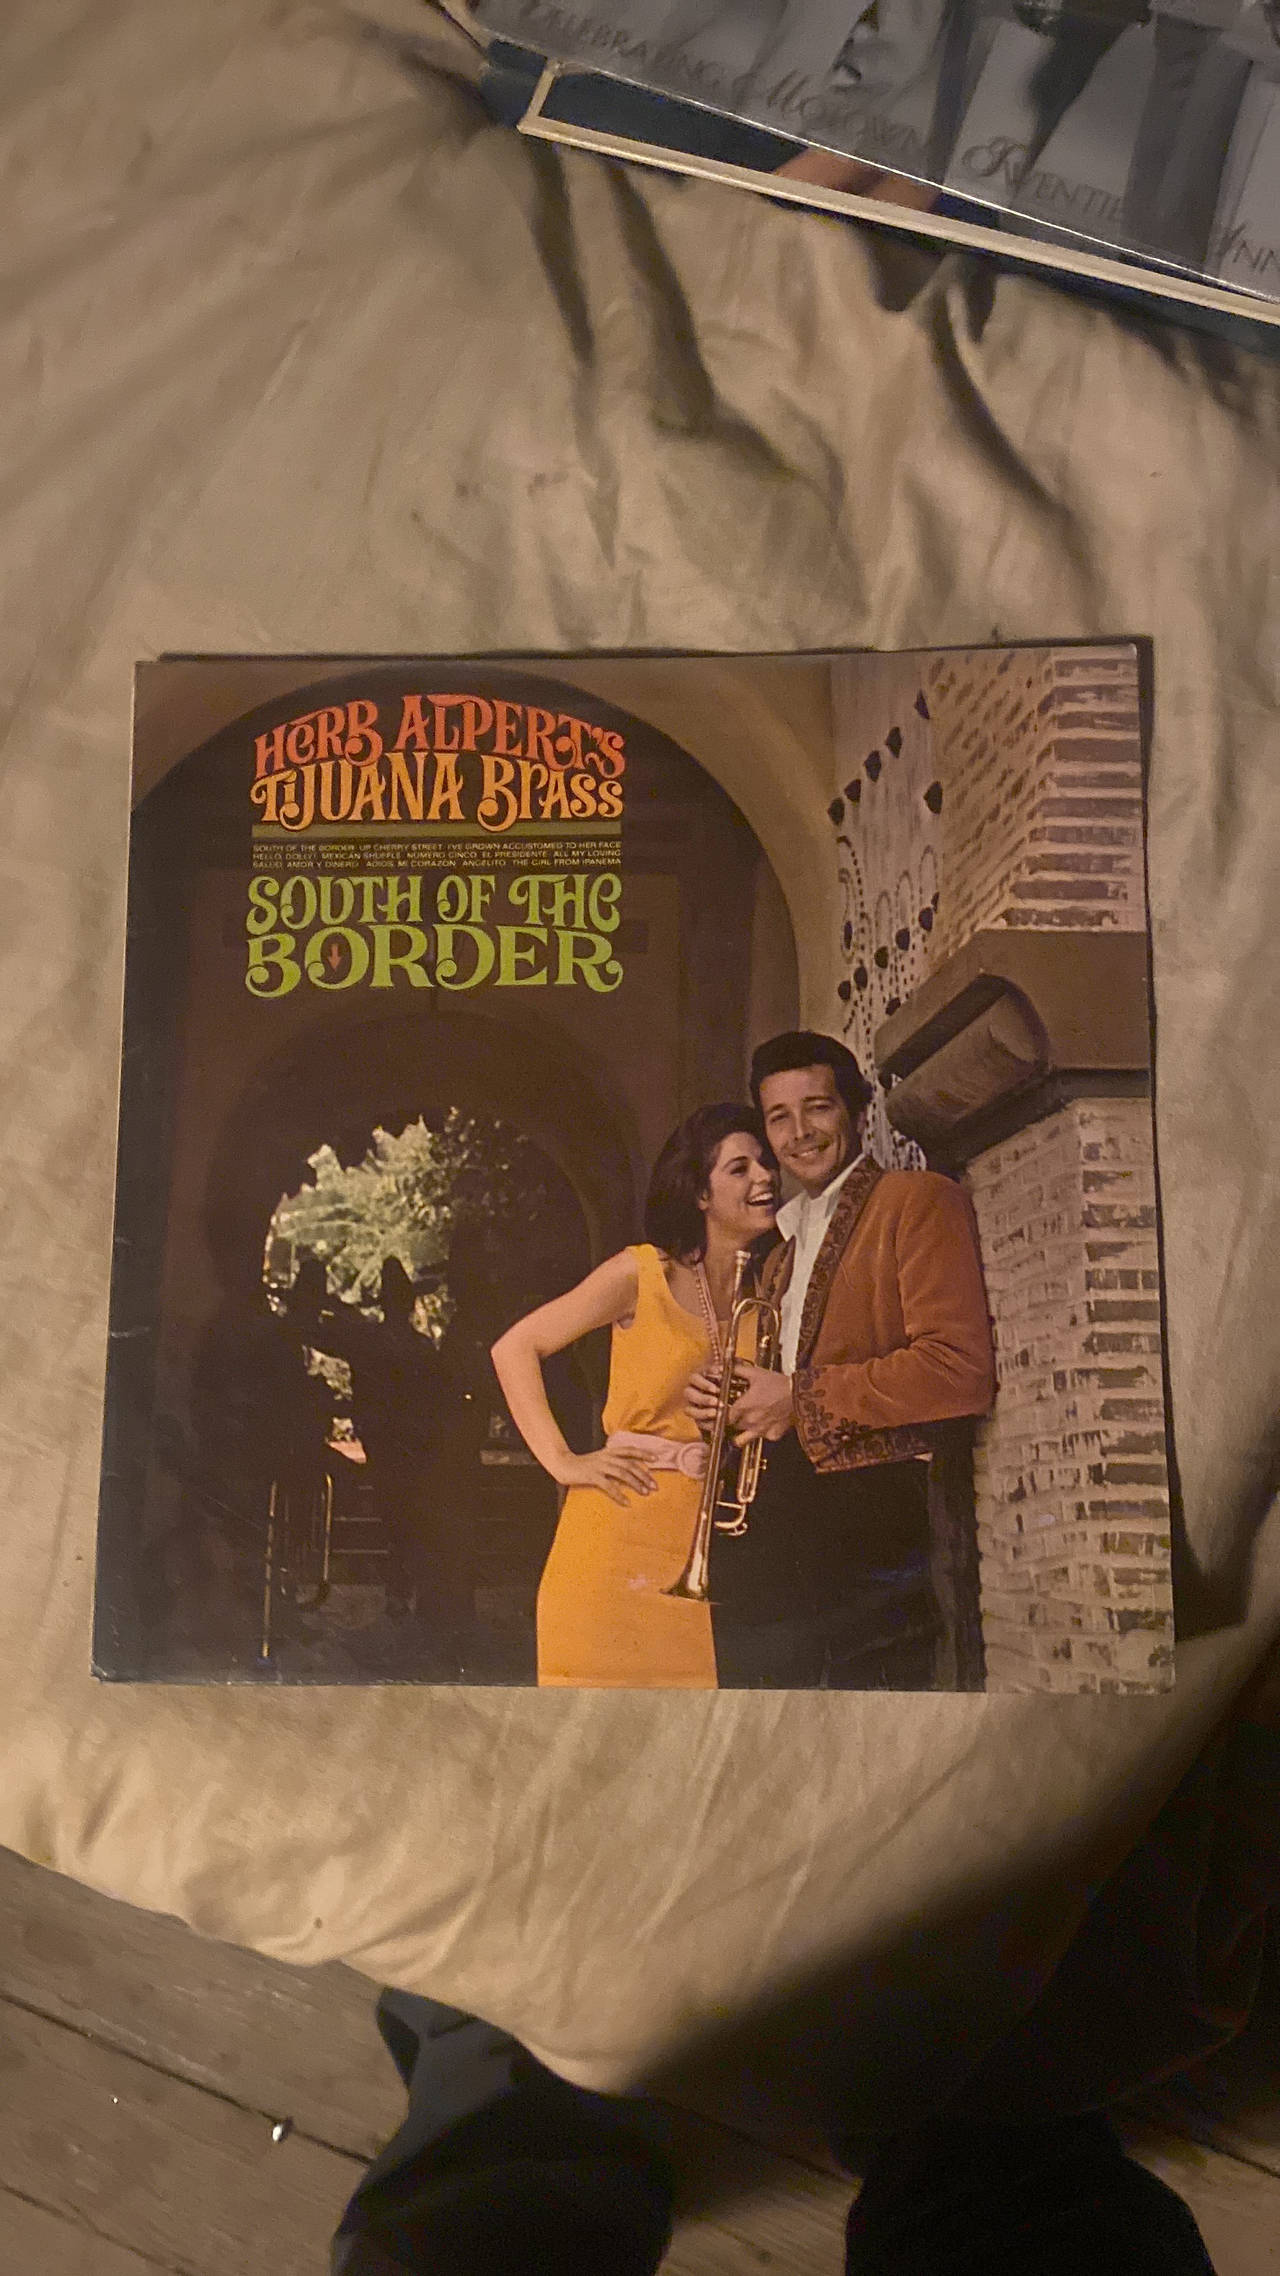 CELEBRATING MOTOWN
HERB ALPERT'S
TIJUANA BRASS
SOUTH OF THE BORDER UP CHERRY STREET I'VE GROWN ACCUSTOMED TO HER FACE
HELLO, DOLLY! MEXICAN SHUFFLE NUMERO CINCO EL PRESIDENTE ALL MY LOVING
SALUD, AMOR Y DINERO ADIOS, MI CORAZON ANGELITO THE GIRL FROM IPANEMA
SOUTH OF THE
BORDER